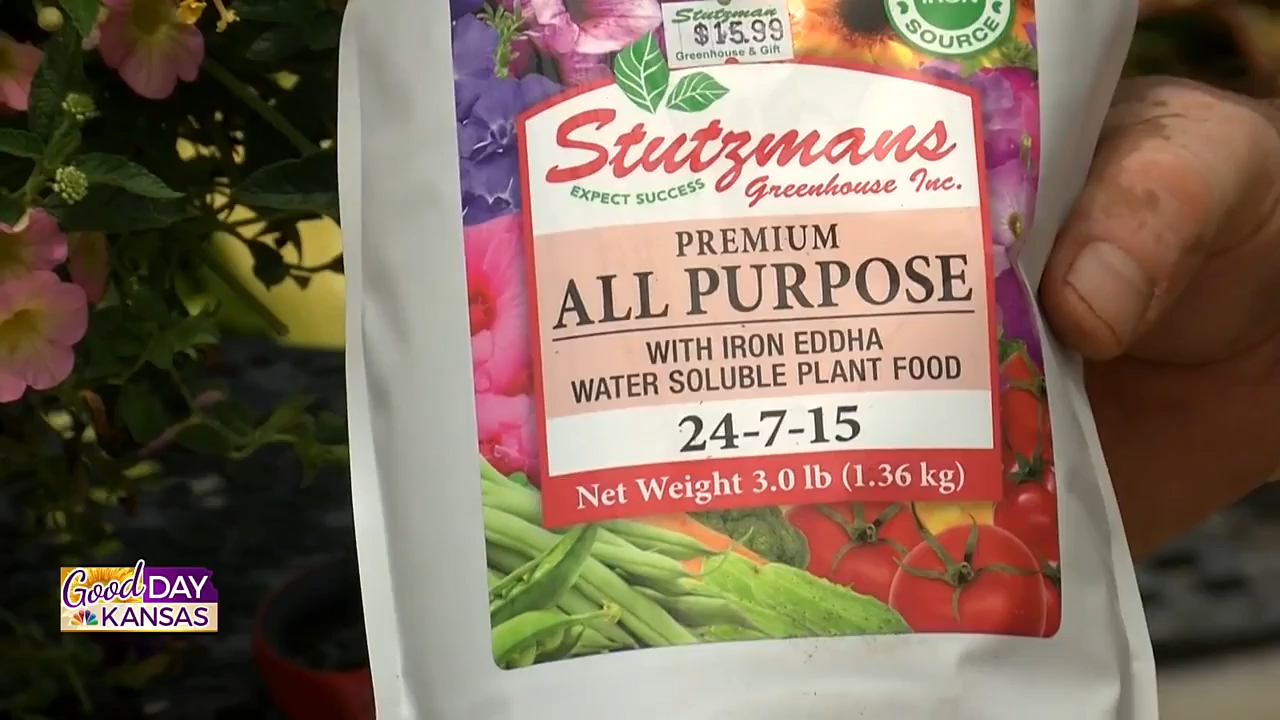 Stutzman
$15.99
Greenhouse & Gift
IRON
SOURCE
Stutzmans
EXPECT SUCCESS
Greenhouse Inc.
PREMIUM
ALL PURPOSE
WITH IRON EDDHA
WATER SOLUBLE PLANT FOOD
24-7-15
Net Weight 3.0 lb (1.36 kg)
Good DAY
KANSAS